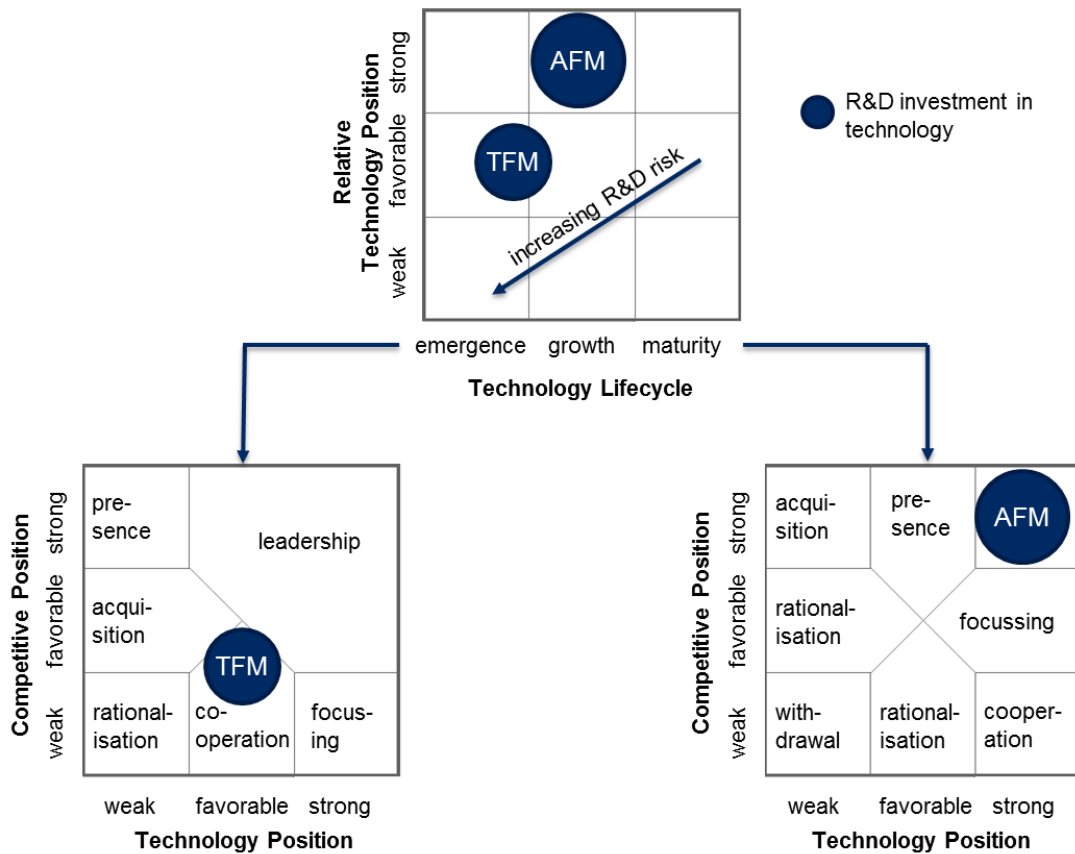 Relative
Technology Position
strong
favorable
weak
AFM
TFM
increasing R&D risk
R&D investment in
technology
emergence growth maturity
Technology Lifecycle
Competitive Position
strong
favorable
weak
pre-
sence
leadership
acqui-
sition
TFM
rational-
isation
co-
operation
focus-
ing
weak favorable strong
Technology Position
Competitive Position
strong
favorable
weak
acqui-
sition
pre-
sence
AFM
rational-
isation
focussing
with-
drawal
rational-
isation
cooper-
ation
weak favorable strong
Technology Position